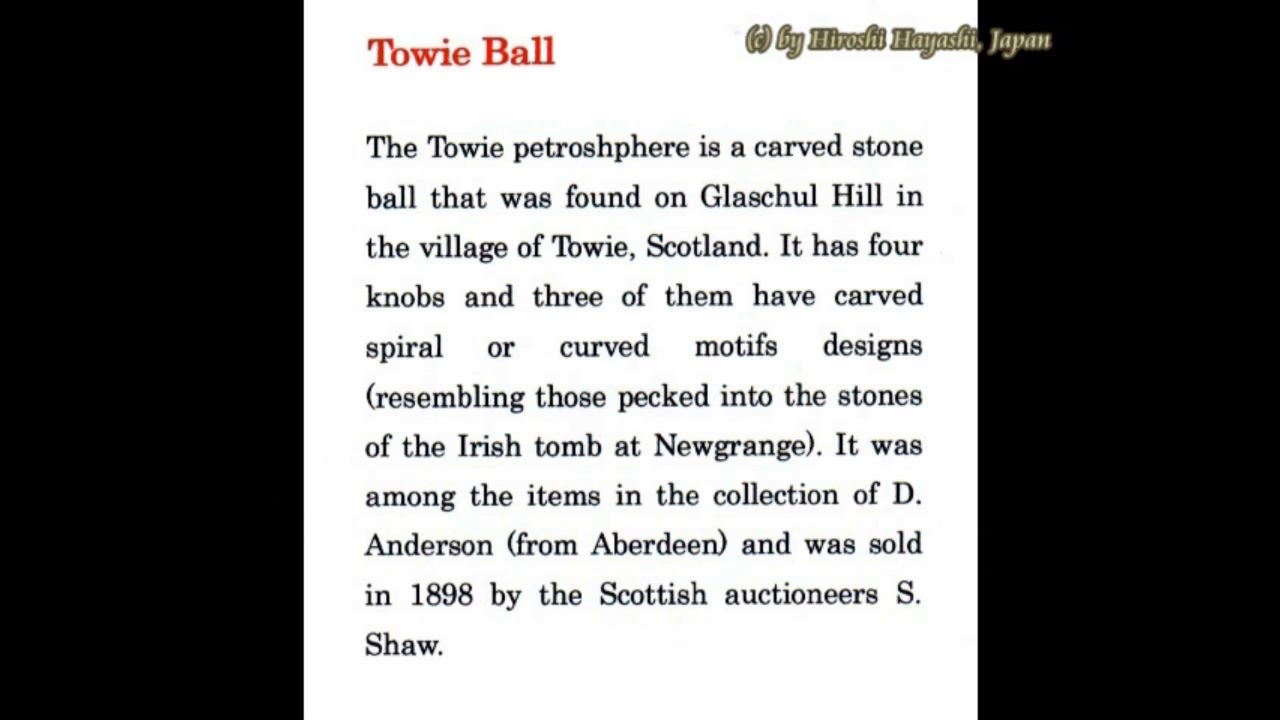 Towie Ball
(c) by Hiroshi Hayashi, Japan
The Towie petroshphere is a carved stone
ball that was found on Glaschul Hill in
the village of Towie, Scotland. It has four
knobs and three of them have carved
spiral or curved motifs designs
(resembling those pecked into the stones
of the Irish tomb at Newgrange). It was
among the items in the collection of D.
Anderson (from Aberdeen) and was sold
in 1898 by the Scottish auctioneers S.
Shaw.